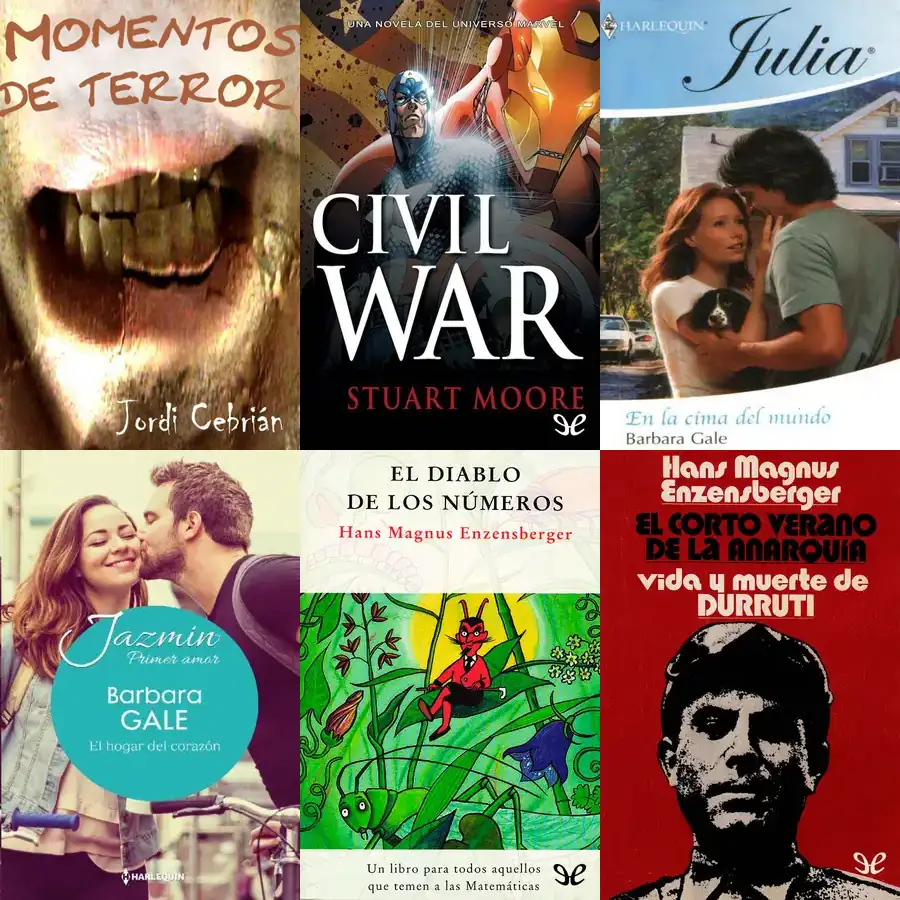 MOMENTOS
DE TERROR
Jordi Cebrián
UNA NOVELA DEL UNIVERSO MARVEL
CIVIL
WAR
STUART MOORE
HARLEQUIN™
Julia®
En la cima del mundo
Barbara Gale
Jazmín
Primer amor
Barbara
GALE
El hogar del corazón
HARLEQUIN™
EL DIABLO
DE LOS NÚMEROS
Hans Magnus Enzensberger
Un libro para todos aquellos
que temen a las Matemáticas
Hans Magnus
Enzensberger
EL CORTO VERANO
DE LA ANARQUÍA
vida y muerte de
DURRUTI